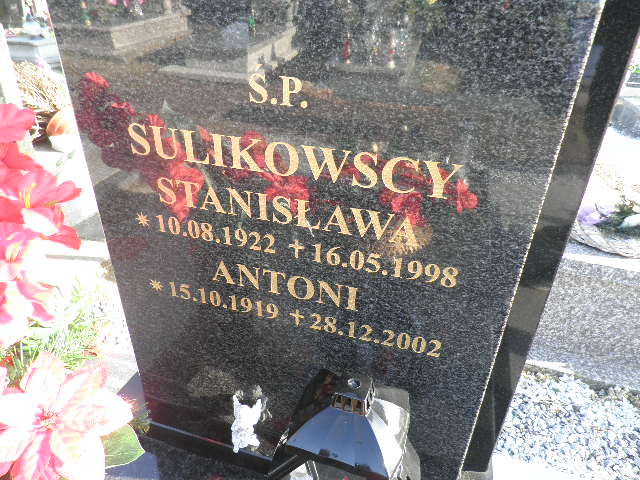 Ś.P.
SULIKOWSCY
STANISŁAWA
* 10.08.1922 † 16.05.1998
ANTONI
* 15.10.1919 † 28.12.2002